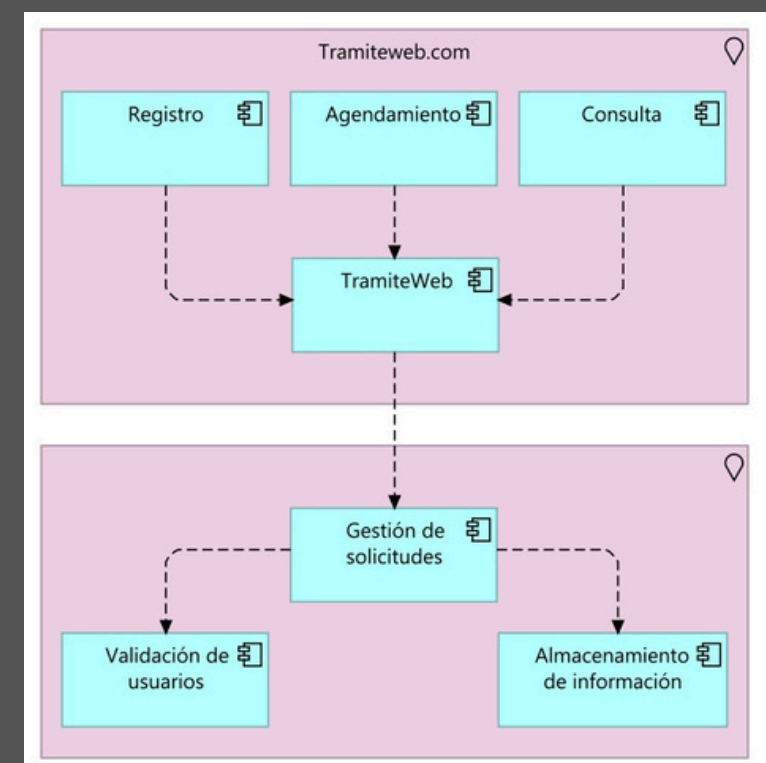 Tramiteweb.com
Registro
Agendamiento
Consulta
TramiteWeb
Gestión de
solicitudes
Validación de
usuarios
Almacenamiento
de información